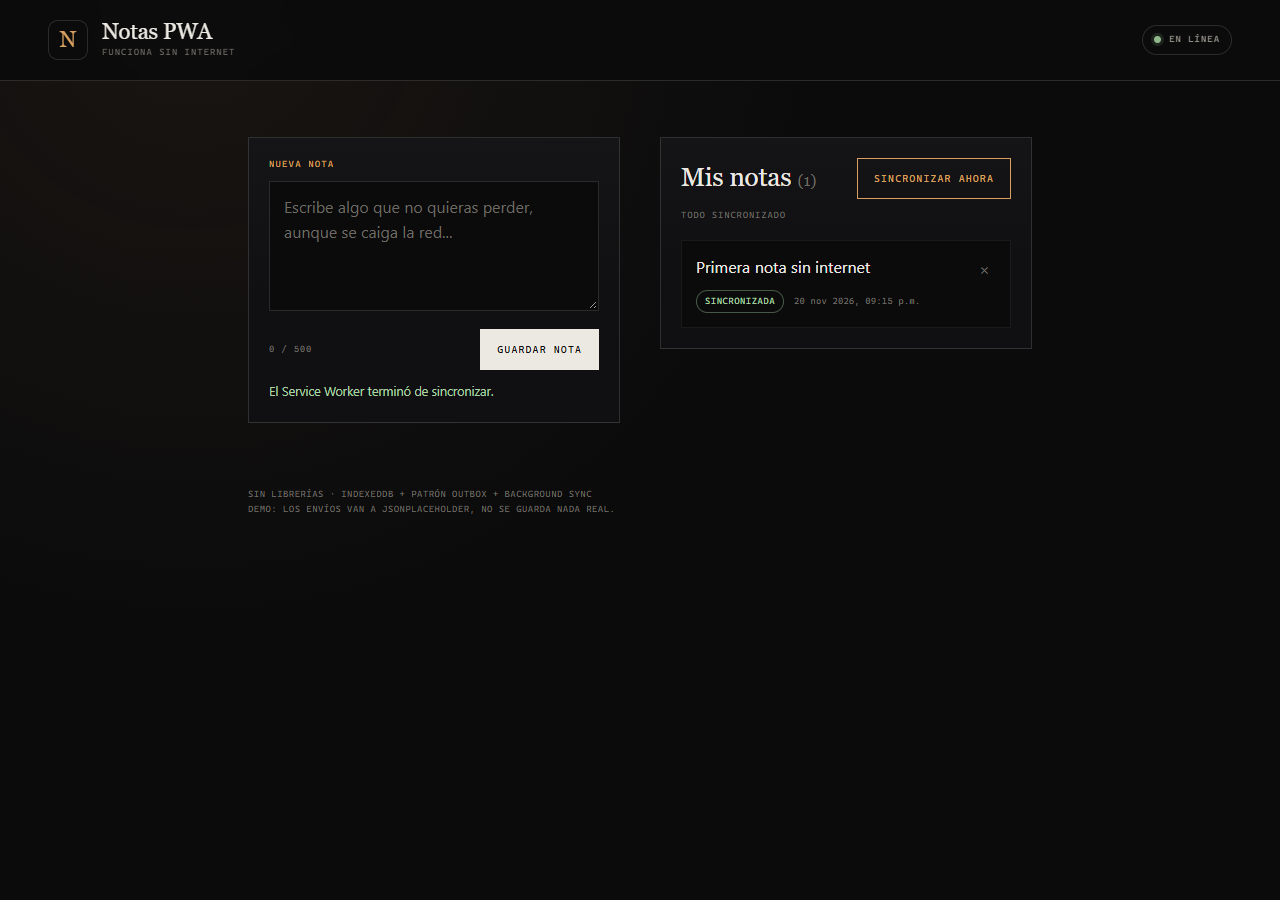 N
Notas PWA
FUNCIONA SIN INTERNET
EN LÍNEA
NUEVA NOTA
Escribe algo que no quieras perder,
aunque se caiga la red...
0 / 500
GUARDAR NOTA
El Service Worker terminó de sincronizar.
Mis notas (1)
SINCRONIZAR AHORA
TODO SINCRONIZADO
Primera nota sin internet
×
SINCRONIZADA
20 nov 2026, 09:15 p.m.
SIN LIBRERÍAS · INDEXEDDB + PATRÓN OUTBOX + BACKGROUND SYNC
DEMO: LOS ENVÍOS VAN A JSONPLACEHOLDER, NO SE GUARDA NADA REAL.